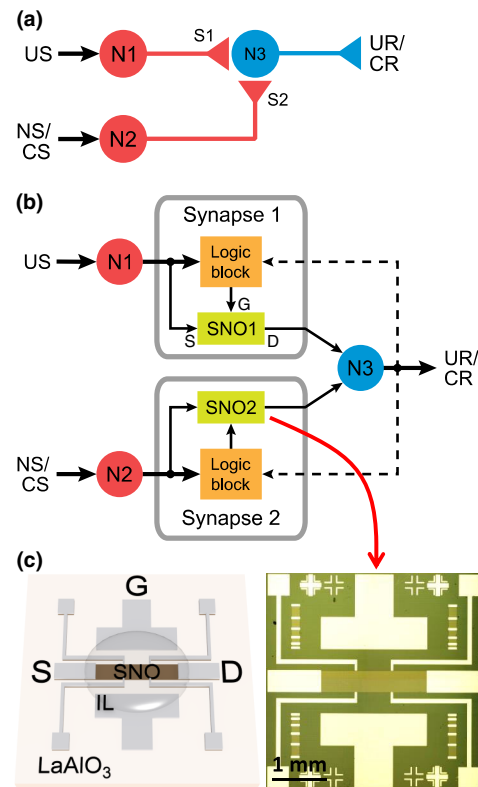 (a)
US N1 S1 N3 UR/
CR
S2
NS/
CS N2
(b)
Synapse 1
US N1 Logic
block
G
S SNO1 D
N3 UR/
CR
SNO2
NS/
CS N2 Logic
block
Synapse 2
(c)
G
S SNO D
IL
LaAlO3
1 mm